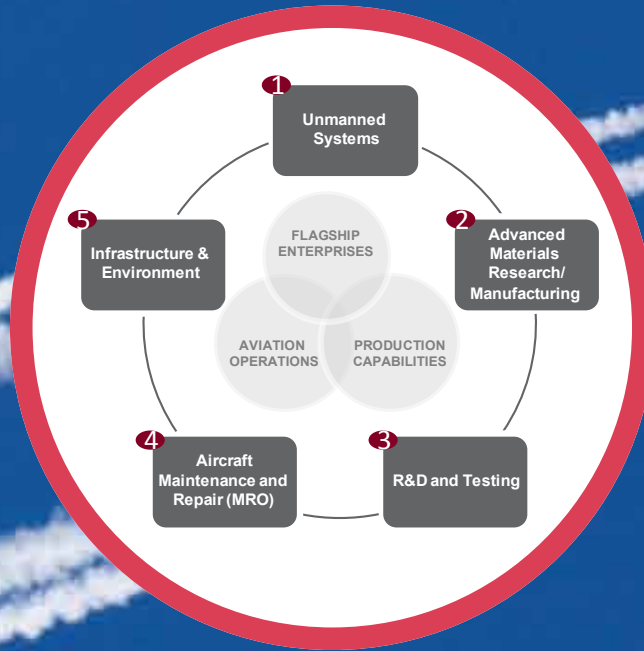 1
Unmanned
Systems
5
Infrastructure &
Environment
FLAGSHIP
ENTERPRISES
2
Advanced
Materials
Research/
Manufacturing
AVIATION
OPERATIONS
PRODUCTION
CAPABILITIES
4
Aircraft
Maintenance and
Repair (MRO)
3
R&D and Testing